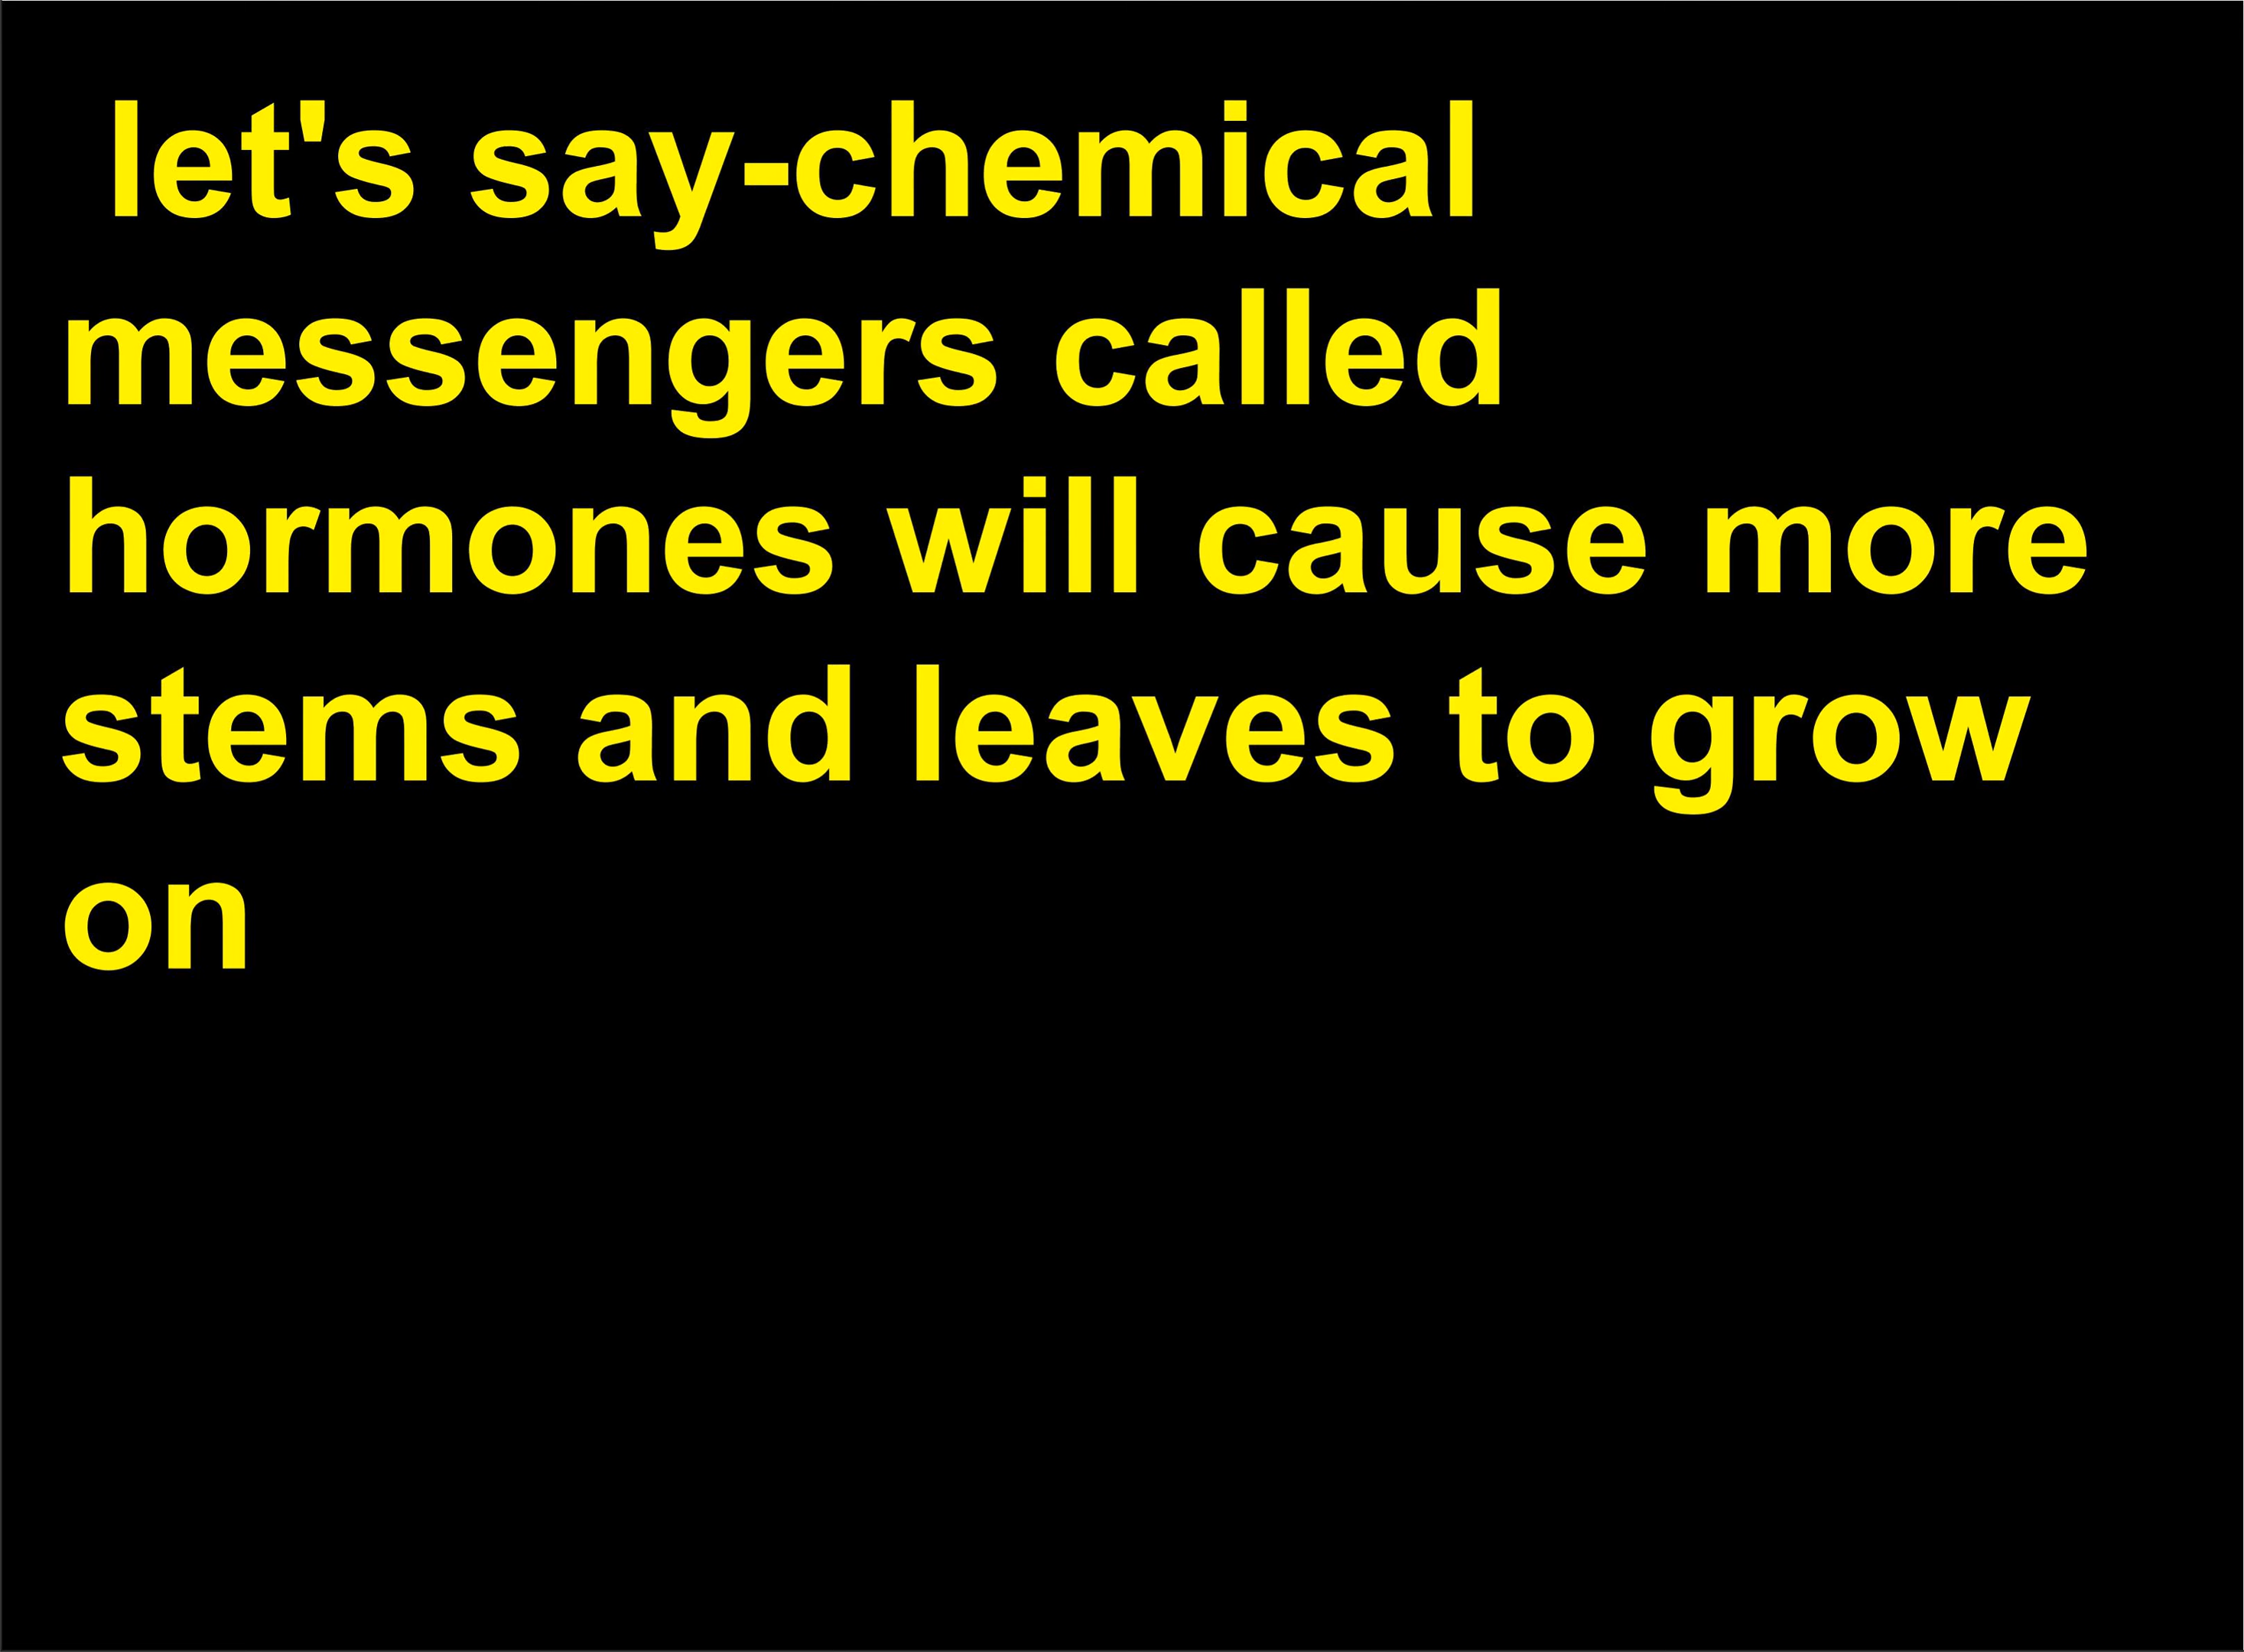 let's say-chemical
messengers called
hormones will cause more
stems and leaves to grow
on